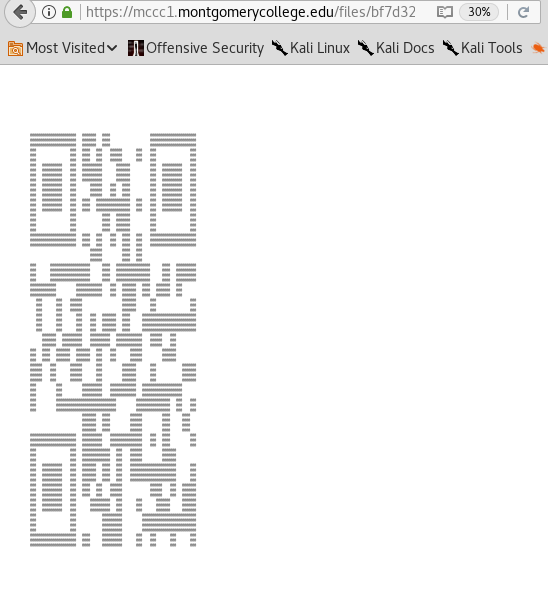 https://mccc1.montgomerycollege.edu/files/bf7d32
30%
Most Visited
Offensive Security
Kali Linux
Kali Docs
Kali Tools